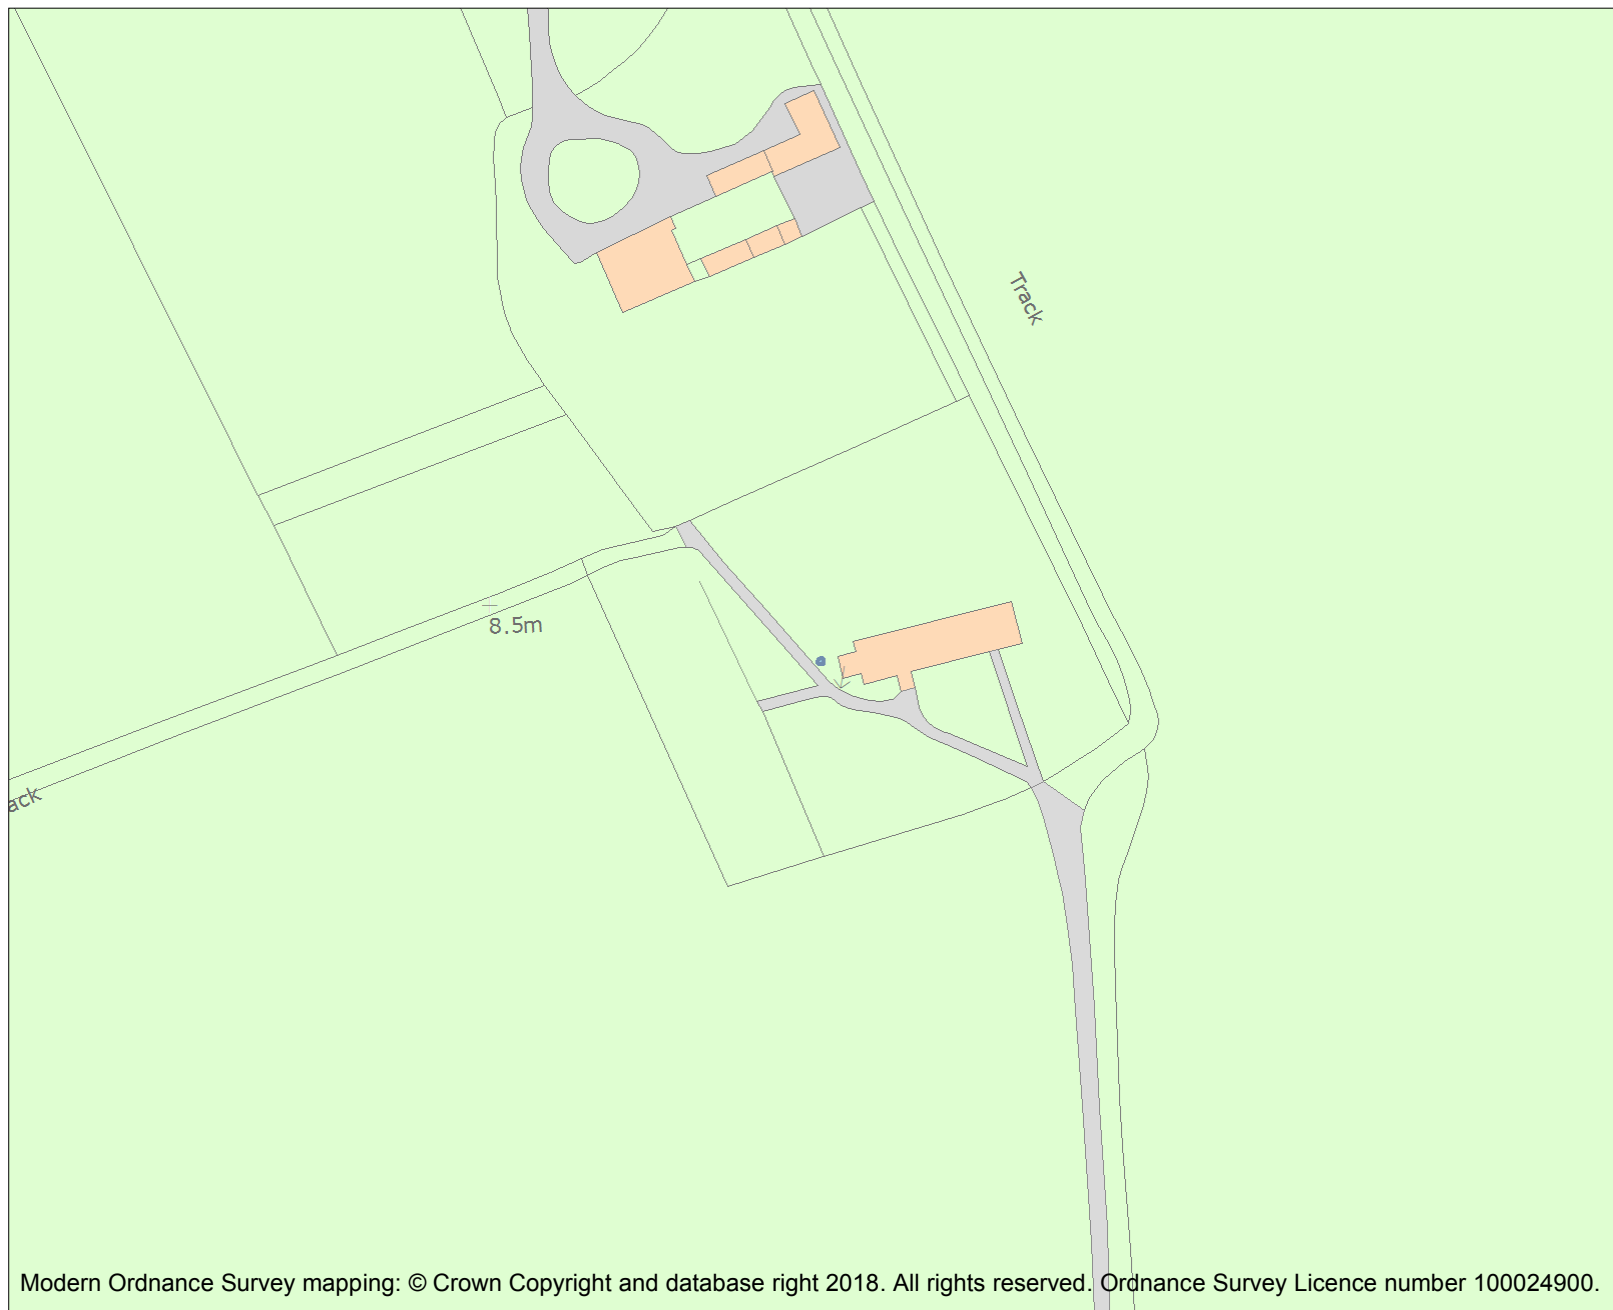 Track
8.5m
ack
Modern Ordnance Survey mapping: © Crown Copyright and database right 2018. All rights reserved. Ordnance Survey Licence number 100024900.